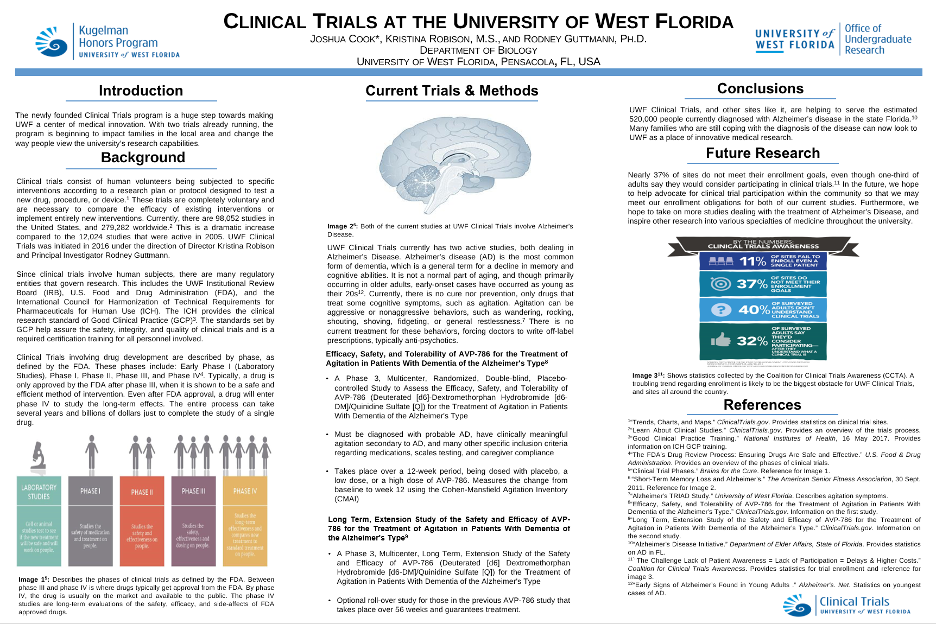 Kugelman
Honors Program
UNIVERSITY of WEST FLORIDA
CLINICAL TRIALS AT THE UNIVERSITY OF WEST FLORIDA
JOSHUA COOK*, KRISTINA ROBISON, M.S., AND RODNEY GUTTMANN, PH.D.
DEPARTMENT OF BIOLOGY
UNIVERSITY OF WEST FLORIDA, PENSACOLA, FL, USA
UNIVERSITY of
WEST FLORIDA
Office of
Undergraduate
Research
Introduction
The newly founded Clinical Trials program is a huge step towards making
UWF a center of medical innovation. With two trials already running, the
program is beginning to impact families in the local area and change the
way people view the university's research capabilities.
Background
Clinical trials consist of human volunteers being subjected to specific
interventions according to a research plan or protocol designed to test a
new drug, procedure, or device.¹ These trials are completely voluntary and
are necessary to compare the efficacy of existing interventions or
implement entirely new interventions. Currently, there are 98,052 studies in
the United States, and 279,282 worldwide.² This is a dramatic increase
compared to the 17,024 studies that were active in 2005. UWF Clinical
Trials was initiated in 2016 under the direction of Director Kristina Robison
and Principal Investigator Rodney Guttmann.
Since clinical trials involve human subjects, there are many regulatory
entities that govern research. This includes the UWF Institutional Review
Board (IRB), U.S. Food and Drug Administration (FDA), and the
International Council for Harmonization of Technical Requirements for
Pharmaceuticals for Human Use (ICH). The ICH provides the clinical
research standard of Good Clinical Practice (GCP)³. The standards set by
GCP help assure the safety, integrity, and quality of clinical trials and is a
required certification training for all personnel involved.
Clinical Trials involving drug development are described by phase, as
defined by the FDA. These phases include: Early Phase I (Laboratory
Studies), Phase I, Phase II, Phase III, and Phase IV⁴. Typically, a drug is
only approved by the FDA after phase III, when it is shown to be a safe and
efficient method of intervention. Even after FDA approval, a drug will enter
phase IV to study the long-term effects. The entire process can take
several years and billions of dollars just to complete the study of a single
drug.
LABORATORY
STUDIES
PHASE I
PHASE II
PHASE III
PHASE IV
Studies the
safety of medication
and treatments on
people.
Studies the
safety and
effectiveness on
people.
Studies the
safety,
effectiveness and
dosing on people.
Image 1⁵: Describes the phases of clinical trials as defined by the FDA. Between
phase III and phase IV is where drugs typically get approval from the FDA. By phase
IV, the drug is usually on the market and available to the public. The phase IV
studies are long-term evaluations of the safety, efficacy, and side-affects of FDA
approved drugs.
Current Trials & Methods
Image 2⁶: Both of the current studies at UWF Clinical Trials involve Alzheimer's
Disease.
UWF Clinical Trials currently has two active studies, both dealing in
Alzheimer's Disease. Alzheimer's disease (AD) is the most common
form of dementia, which is a general term for a decline in memory and
cognitive abilities. It is not a normal part of aging, and though primarily
occurring in older adults, early-onset cases have occurred as young as
their 20s¹². Currently, there is no cure nor prevention, only drugs that
treat some cognitive symptoms, such as agitation. Agitation can be
aggressive or nonaggressive behaviors, such as wandering, rocking,
shouting, shoving, fidgeting, or general restlessness.⁷ There is no
current treatment for these behaviors, forcing doctors to write off-label
prescriptions, typically anti-psychotics.
Efficacy, Safety, and Tolerability of AVP-786 for the Treatment of
Agitation in Patients With Dementia of the Alzheimer's Type⁸
• A Phase 3, Multicenter, Randomized, Double-blind, Placebo-
controlled Study to Assess the Efficacy, Safety, and Tolerability of
AVP-786 (Deuterated [d6]-Dextromethorphan Hydrobromide [d6-
DM]/Quinidine Sulfate [Q]) for the Treatment of Agitation in Patients
With Dementia of the Alzheimer's Type
• Must be diagnosed with probable AD, have clinically meaningful
agitation secondary to AD, and many other specific inclusion criteria
regarding medications, scales testing, and caregiver compliance
• Takes place over a 12-week period, being dosed with placebo, a
low dose, or a high dose of AVP-786. Measures the change from
baseline to week 12 using the Cohen-Mansfield Agitation Inventory
(CMAI)
Long Term, Extension Study of the Safety and Efficacy of AVP-
786 for the Treatment of Agitation in Patients With Dementia of
the Alzheimer's Type⁹
• A Phase 3, Multicenter, Long Term, Extension Study of the Safety
and Efficacy of AVP-786 (Deuterated [d6] Dextromethorphan
Hydrobromide [d6-DM]/Quinidine Sulfate [Q]) for the Treatment of
Agitation in Patients With Dementia of the Alzheimer's Type
• Optional roll-over study for those in the previous AVP-786 study that
takes place over 56 weeks and guarantees treatment.
Conclusions
UWF Clinical Trials, and other sites like it, are helping to serve the estimated
520,000 people currently diagnosed with Alzheimer's disease in the state Florida.¹⁰
Many families who are still coping with the diagnosis of the disease can now look to
UWF as a place of innovative medical research.
Future Research
Nearly 37% of sites do not meet their enrollment goals, even though one-third of
adults say they would consider participating in clinical trials.¹¹ In the future, we hope
to help advocate for clinical trial participation within the community so that we may
meet our enrollment obligations for both of our current studies. Furthermore, we
hope to take on more studies dealing with the treatment of Alzheimer's Disease, and
inspire other research into various specialties of medicine throughout the university.
BY THE NUMBERS:
CLINICAL TRIALS AWARENESS
11% OF SITES FAIL TO
ENROLL EVEN A
SINGLE PATIENT
37% OF SITES DO
NOT MEET THEIR
ENROLLMENT
GOALS
40% OF SURVEYED
ADULTS DON'T
UNDERSTAND
CLINICAL TRIALS
32% OF SURVEYED
ADULTS SAY
THEY'D
CONSIDER
PARTICIPATING
Image 3¹¹: Shows statistics collected by the Coalition for Clinical Trials Awareness (CCTA). A
troubling trend regarding enrollment is likely to be the biggest obstacle for UWF Clinical Trials,
and sites all around the country.
References
¹"Trends, Charts, and Maps." ClinicalTrials.gov. Provides statistics on clinical trial sites.
²"Learn About Clinical Studies." ClinicalTrials.gov, Provides an overview of the trials process.
³"Good Clinical Practice Training." National Institutes of Health, 16 May 2017. Provides
information on ICH GCP training.
⁴"The FDA's Drug Review Process: Ensuring Drugs Are Safe and Effective." U.S. Food & Drug
Administration. Provides an overview of the phases of clinical trials.
⁵"Clinical Trial Phases." Brains for the Cure. Reference for Image 1.
⁶"Short-Term Memory Loss and Alzheimer's." The American Senior Fitness Association, 30 Sept.
2011. Reference for Image 2.
⁷"Alzheimer's TRIAD Study." University of West Florida. Describes agitation symptoms.
⁸"Efficacy, Safety, and Tolerability of AVP-786 for the Treatment of Agitation in Patients With
Dementia of the Alzheimer's Type." ClinicalTrials.gov. Information on the first study.
⁹"Long Term, Extension Study of the Safety and Efficacy of AVP-786 for the Treatment of
Agitation in Patients With Dementia of the Alzheimer's Type." ClinicalTrials.gov. Information on
the second study.
¹⁰"Alzheimer's Disease Initiative." Department of Elder Affairs, State of Florida. Provides statistics
on AD in FL.
¹¹" The Challenge Lack of Patient Awareness = Lack of Participation = Delays & Higher Costs."
Coalition for Clinical Trials Awareness. Provides statistics for trial enrollment and reference for
image 3.
¹²"Early Signs of Alzheimer's Found in Young Adults ." Alzheimer's. Net. Statistics on youngest
cases of AD.
Clinical Trials
UNIVERSITY of WEST FLORIDA